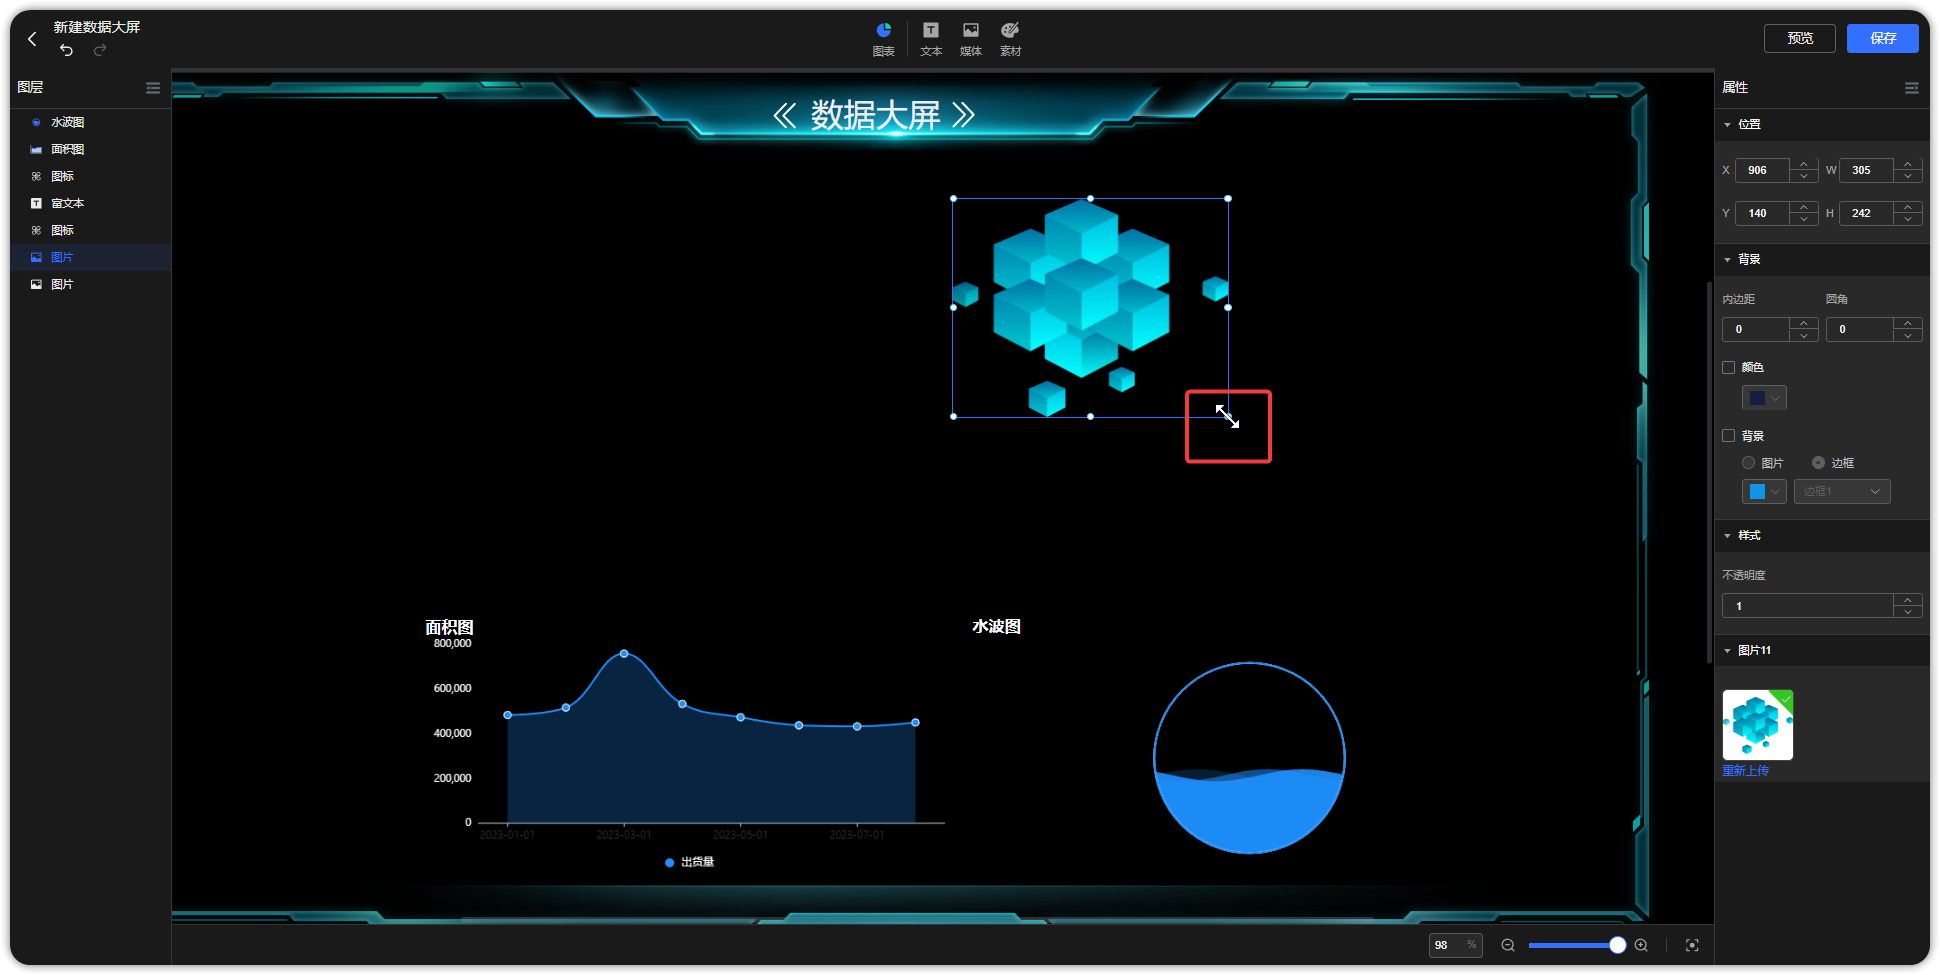 新建数据大屏
图表
文本
媒体
素材
预览
保存
图层
水波图
面积图
图标
富文本
图标
图片
图片
数据大屏
面积图
800,000
600,000
400,000
200,000
0
2023-01-01
2023-03-01
2023-05-01
2023-07-01
出货量
水波图
98 %
属性
位置
X 906 W 305
Y 140 H 242
背景
内边距 圆角
0 0
颜色
背景
图片 边框
边框1
样式
不透明度
1
图片11
重新上传